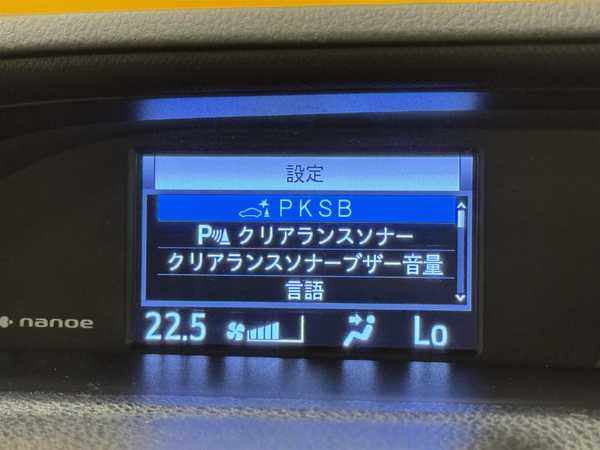 設定
PKSB
P クリアランスソナー
クリアランスソナーブザー音量
言語
nanoe
22.5 Lo